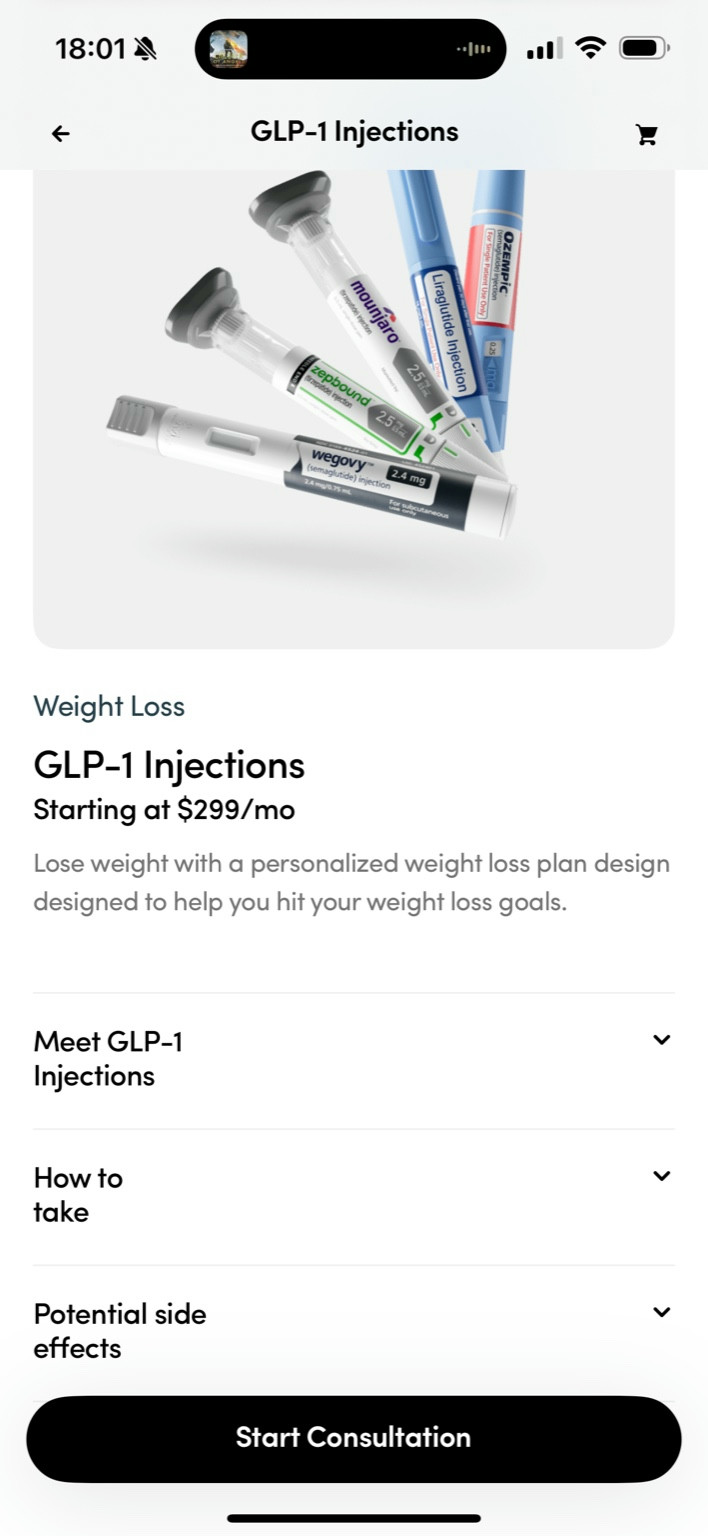 18:01
GLP-1 Injections
OZEMPIC
(semaglutide) injection
For Single Patient Use Only
0.25
Liraglutide Injection
mounjaro
(tirzepatide) injection
2.5
zepbound
(tirzepatide) injection
2.5
wegovy™
(semaglutide) injection
2.4 mg
2.4 mg/0.75 mL
For subcutaneous
use only
Weight Loss
GLP-1 Injections
Starting at $299/mo
Lose weight with a personalized weight loss plan design
designed to help you hit your weight loss goals.
Meet GLP-1
Injections
How to
take
Potential side
effects
Start Consultation